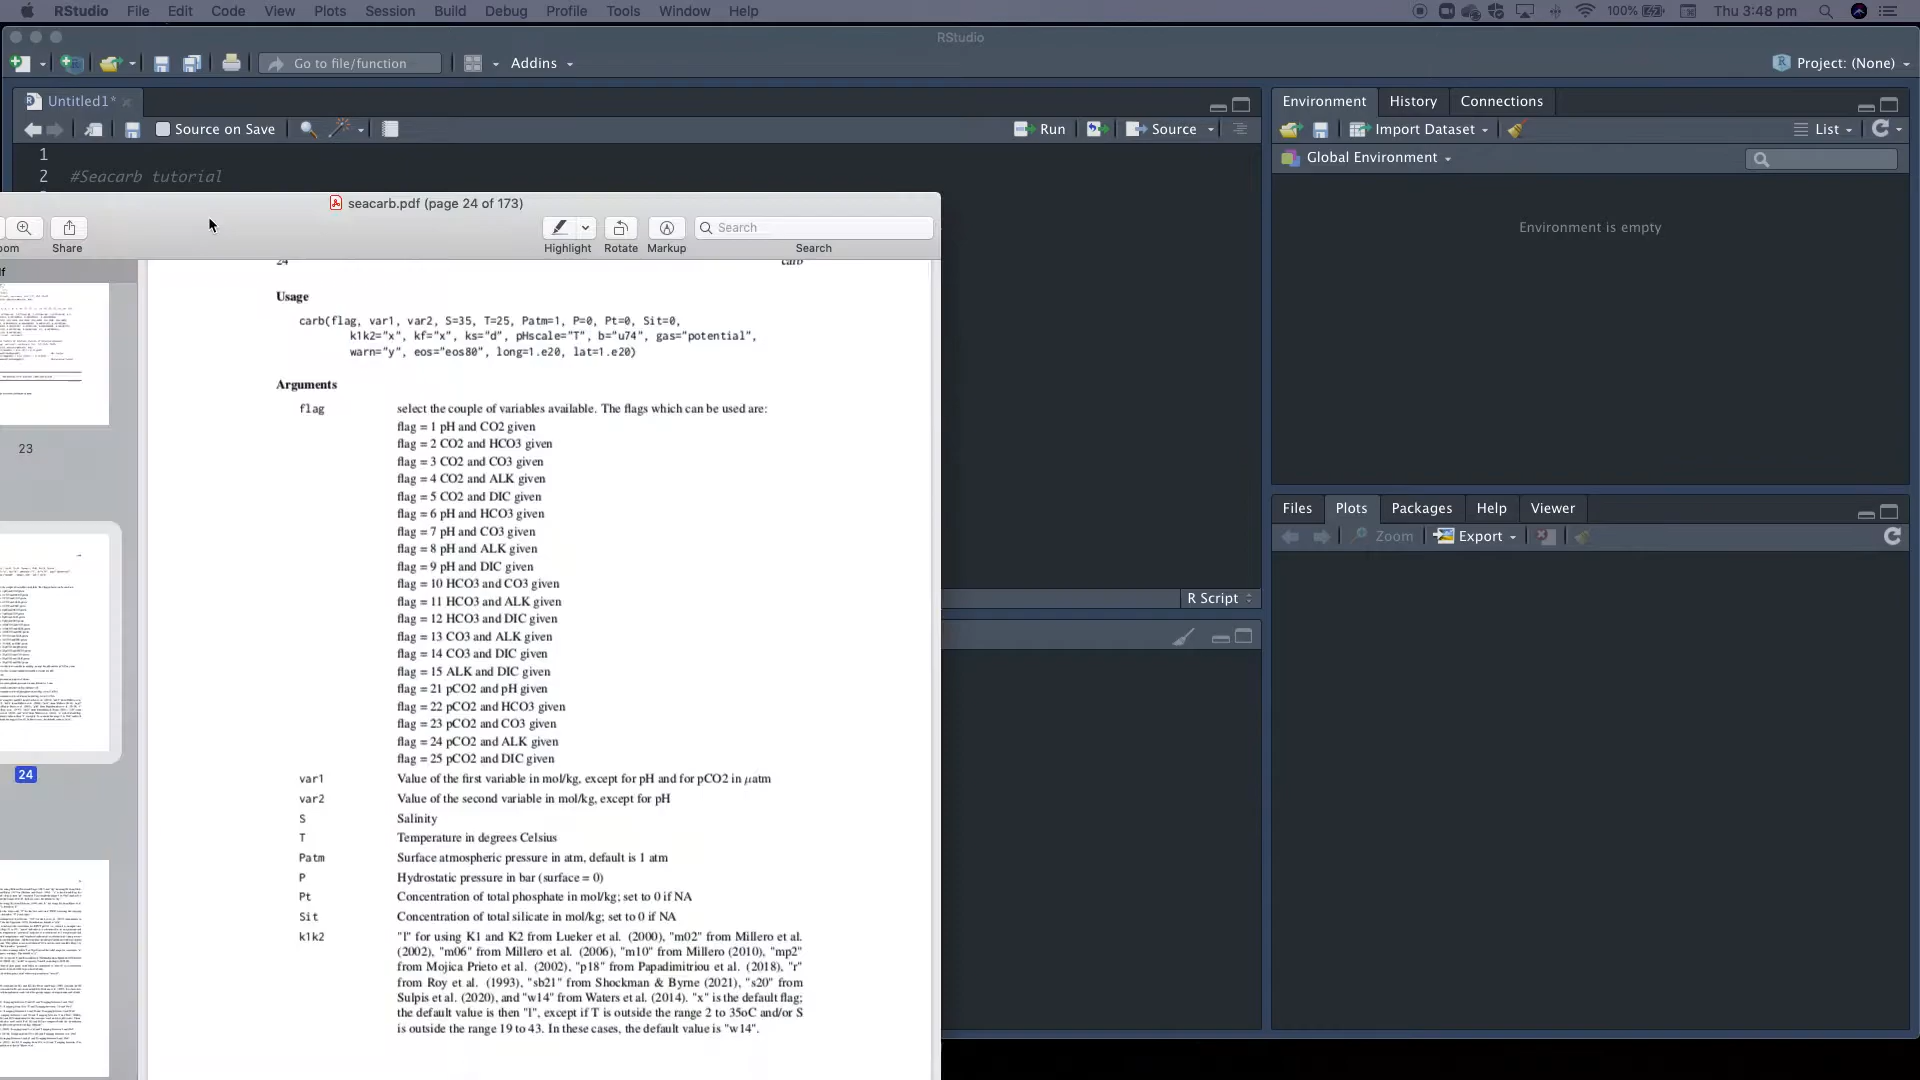 RStudio File Edit Code View Plots Session Build Debug Profile Tools Window Help 100% Thu 3:48 pm
RStudio
Go to file/function Addins Project: (None)
Untitled1*
Source on Save Run Source
1
2 #Seacarb tutorial
seacarb.pdf (page 24 of 173)
Search
Share Highlight Rotate Markup Search
23
24
24 carb
Usage
carb(flag, var1, var2, S=35, T=25, Patm=1, P=0, Pt=0, Sit=0,
k1k2="x", kf="x", ks="d", pHscale="T", b="u74", gas="potential",
warn="y", eos="eos80", long=1.e20, lat=1.e20)
Arguments
flag select the couple of variables available. The flags which can be used are:
flag = 1 pH and CO2 given
flag = 2 CO2 and HCO3 given
flag = 3 CO2 and CO3 given
flag = 4 CO2 and ALK given
flag = 5 CO2 and DIC given
flag = 6 pH and HCO3 given
flag = 7 pH and CO3 given
flag = 8 pH and ALK given
flag = 9 pH and DIC given
flag = 10 HCO3 and CO3 given
flag = 11 HCO3 and ALK given
flag = 12 HCO3 and DIC given
flag = 13 CO3 and ALK given
flag = 14 CO3 and DIC given
flag = 15 ALK and DIC given
flag = 21 pCO2 and pH given
flag = 22 pCO2 and HCO3 given
flag = 23 pCO2 and CO3 given
flag = 24 pCO2 and ALK given
flag = 25 pCO2 and DIC given
var1 Value of the first variable in mol/kg, except for pH and for pCO2 in μatm
var2 Value of the second variable in mol/kg, except for pH
S Salinity
T Temperature in degrees Celsius
Patm Surface atmospheric pressure in atm, default is 1 atm
P Hydrostatic pressure in bar (surface = 0)
Pt Concentration of total phosphate in mol/kg; set to 0 if NA
Sit Concentration of total silicate in mol/kg; set to 0 if NA
k1k2 "l" for using K1 and K2 from Lueker et al. (2000), "m02" from Millero et al.
(2002), "m06" from Millero et al. (2006), "m10" from Millero (2010), "mp2"
from Mojica Prieto et al. (2002), "p18" from Papadimitriou et al. (2018), "r"
from Roy et al. (1993), "sb21" from Shockman & Byrne (2021), "s20" from
Sulpis et al. (2020), and "w14" from Waters et al. (2014). "x" is the default flag;
the default value is then "l", except if T is outside the range 2 to 35oC and/or S
is outside the range 19 to 43. In these cases, the default value is "w14".
R Script
Environment History Connections
Import Dataset List
Global Environment
Environment is empty
Files Plots Packages Help Viewer
Zoom Export